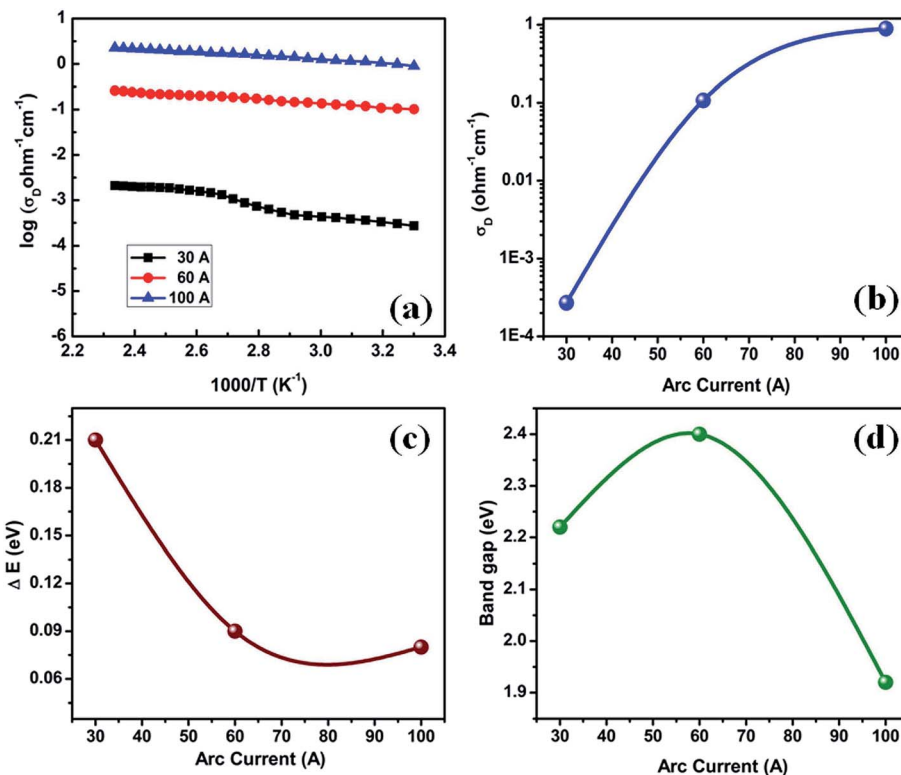 1
0
-1
-2
-3
-4
-5
-6
log (σ_D ohm⁻¹cm⁻¹)
30 A
60 A
100 A
(a)
2.2 2.4 2.6 2.8 3.0 3.2 3.4
1000/T (K⁻¹)
1
0.1
0.01
1E-3
1E-4
σ_D (ohm⁻¹cm⁻¹)
(b)
30 40 50 60 70 80 90 100
Arc Current (A)
0.21
0.18
0.15
0.12
0.09
0.06
Δ E (eV)
(c)
30 40 50 60 70 80 90 100
Arc Current (A)
2.4
2.3
2.2
2.1
2.0
1.9
Band gap (eV)
(d)
30 40 50 60 70 80 90 100
Arc Current (A)